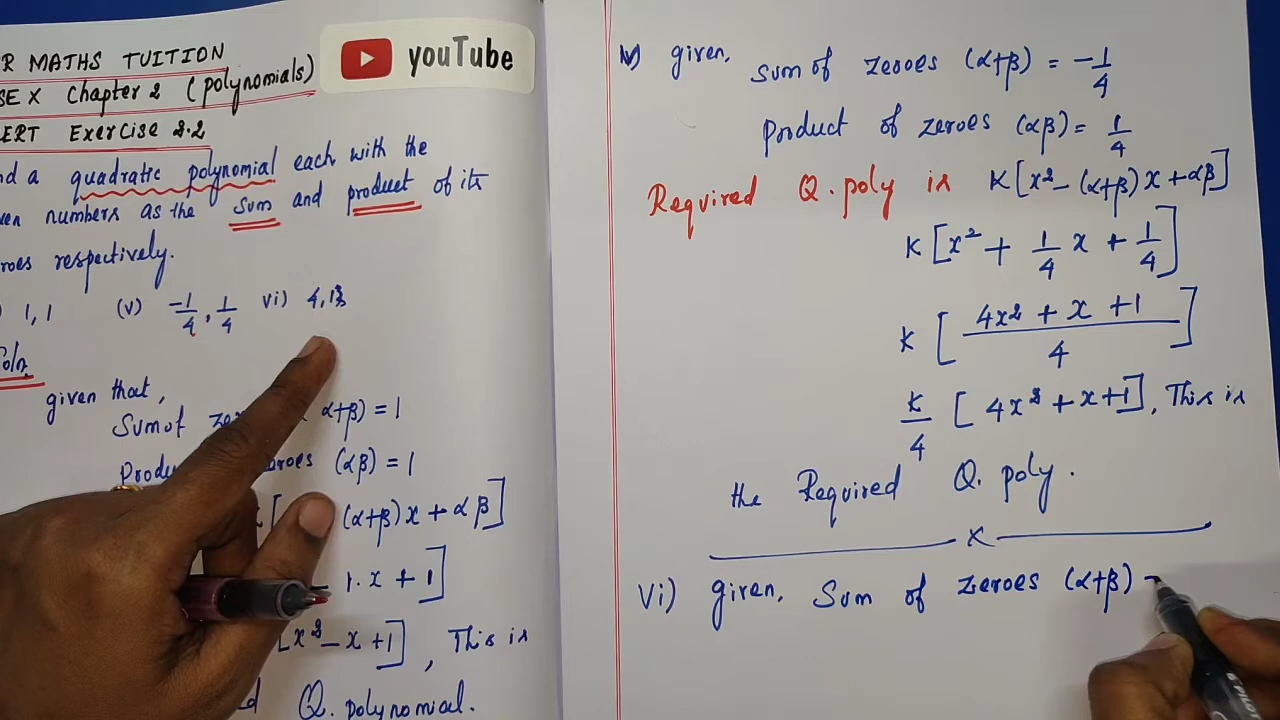 R MATHS TUITION
SE X Chapter 2 (polynomials)
ERT Exercise 2.2
nd a quadratic polynomial each with the
ven numbers as the sum and product of its
roes respectively.
1, 1 (v) -1/4, 1/4 vi) 4, 1
Soln
given that,
Sum of α+β) = 1
Produ roes (αβ) = 1
[ (α+β)x + αβ]
1.x + 1]
[x² - x + 1], This is
d Q. polynomial.
youTube
v) given, sum of zeroes (α+β) = -1/4
product of zeroes (αβ) = 1/4
Required Q. poly is K[x² - (α+β)x + αβ]
K[x² + 1/4 x + 1/4]
K[(4x² + x + 1)/4]
K/4 [4x² + x + 1], This is
the Required Q. poly.
x
Vi) given, Sum of zeroes (α+β) =